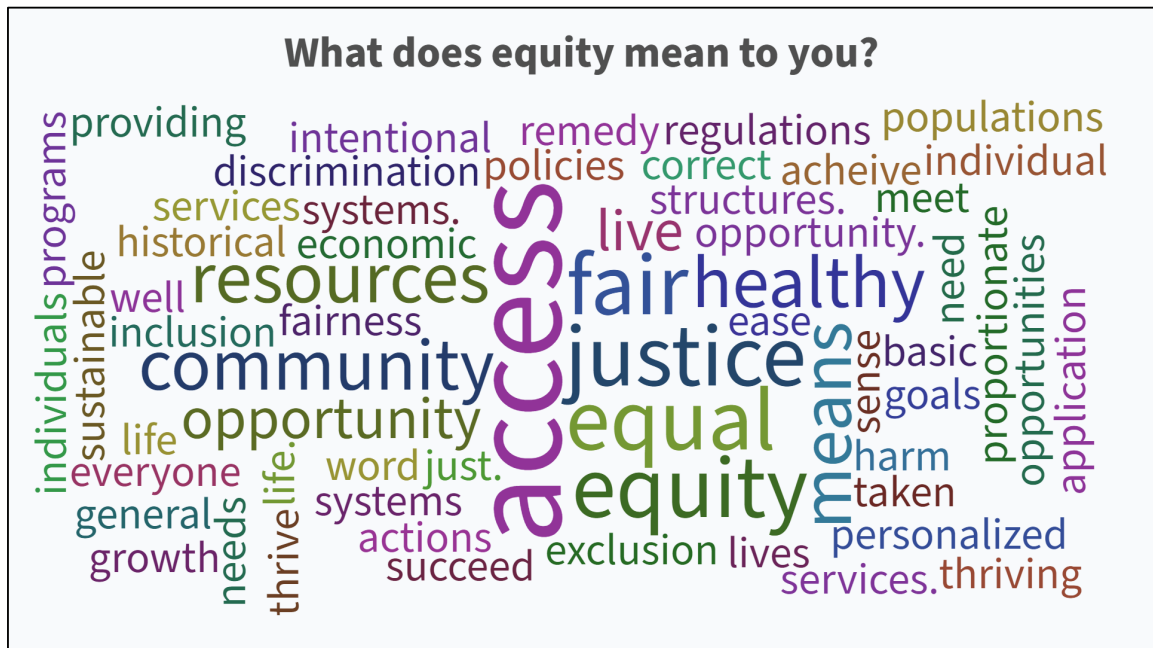 What does equity mean to you?
providing
intentional
remedy
regulations
populations
programs
discrimination
policies
correct
acheive
individual
services
systems.
access
structures.
meet
historical
economic
live
opportunity.
need
proportionate
opportunities
resources
fair
healthy
sustainable
well
individuals
inclusion
fairness
ease
application
community
justice
means
sense
basic
goals
opportunity
equal
life
everyone
life.
word
just.
equity
harm
taken
general
needs
systems
growth
thrive
actions
succeed
exclusion
lives
personalized
services.
thriving